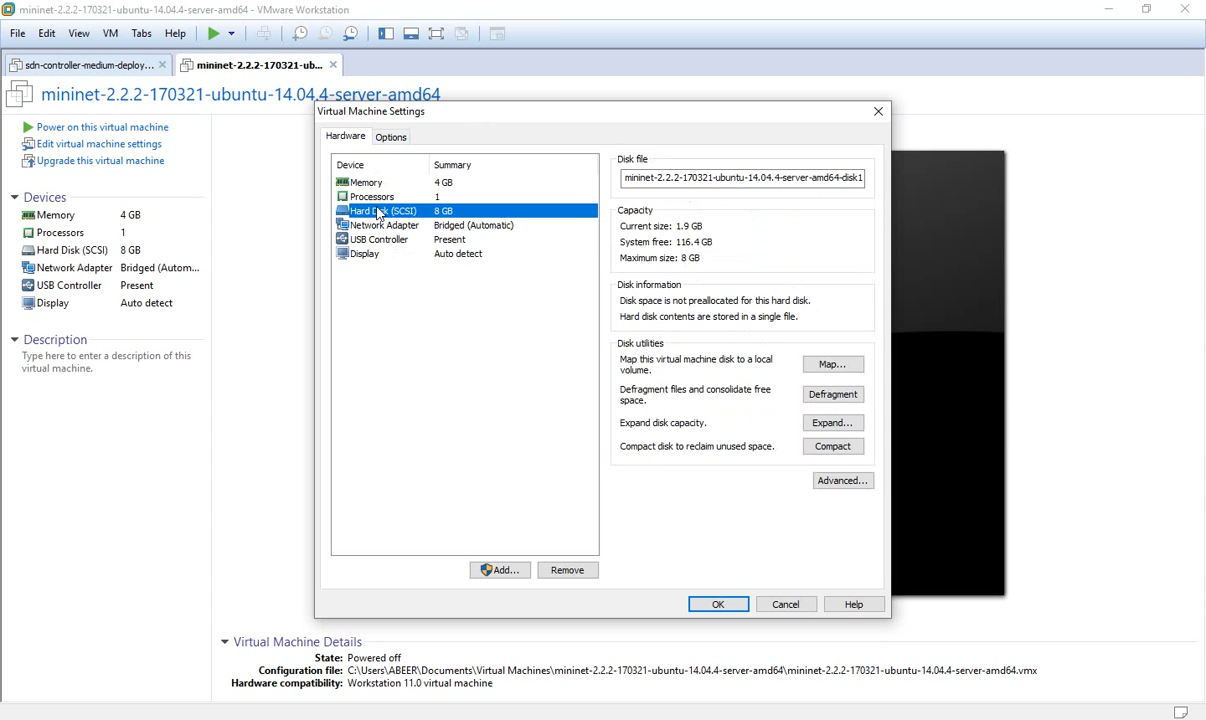 mininet-2.2.2-170321-ubuntu-14.04.4-server-amd64 - VMware Workstation
File Edit View VM Tabs Help
sdn-controller-medium-deploy... mininet-2.2.2-170321-ub...
mininet-2.2.2-170321-ubuntu-14.04.4-server-amd64
Power on this virtual machine
Edit virtual machine settings
Upgrade this virtual machine
Devices
Memory 4 GB
Processors 1
Hard Disk (SCSI) 8 GB
Network Adapter Bridged (Autom...
USB Controller Present
Display Auto detect
Description
Type here to enter a description of this
virtual machine.
Virtual Machine Settings
Hardware Options
Device Summary
Memory 4 GB
Processors 1
Hard Disk (SCSI) 8 GB
Network Adapter Bridged (Automatic)
USB Controller Present
Display Auto detect
Add... Remove
Disk file
mininet-2.2.2-170321-ubuntu-14.04.4-server-amd64-disk1
Capacity
Current size: 1.9 GB
System free: 116.4 GB
Maximum size: 8 GB
Disk information
Disk space is not preallocated for this hard disk.
Hard disk contents are stored in a single file.
Disk utilities
Map this virtual machine disk to a local
volume.
Map...
Defragment files and consolidate free
space.
Defragment
Expand disk capacity. Expand...
Compact disk to reclaim unused space. Compact
Advanced...
OK Cancel Help
Virtual Machine Details
State: Powered off
Configuration file: C:\Users\ABEER\Documents\Virtual Machines\mininet-2.2.2-170321-ubuntu-14.04.4-server-amd64\mininet-2.2.2-170321-ubuntu-14.04.4-server-amd64.vmx
Hardware compatibility: Workstation 11.0 virtual machine